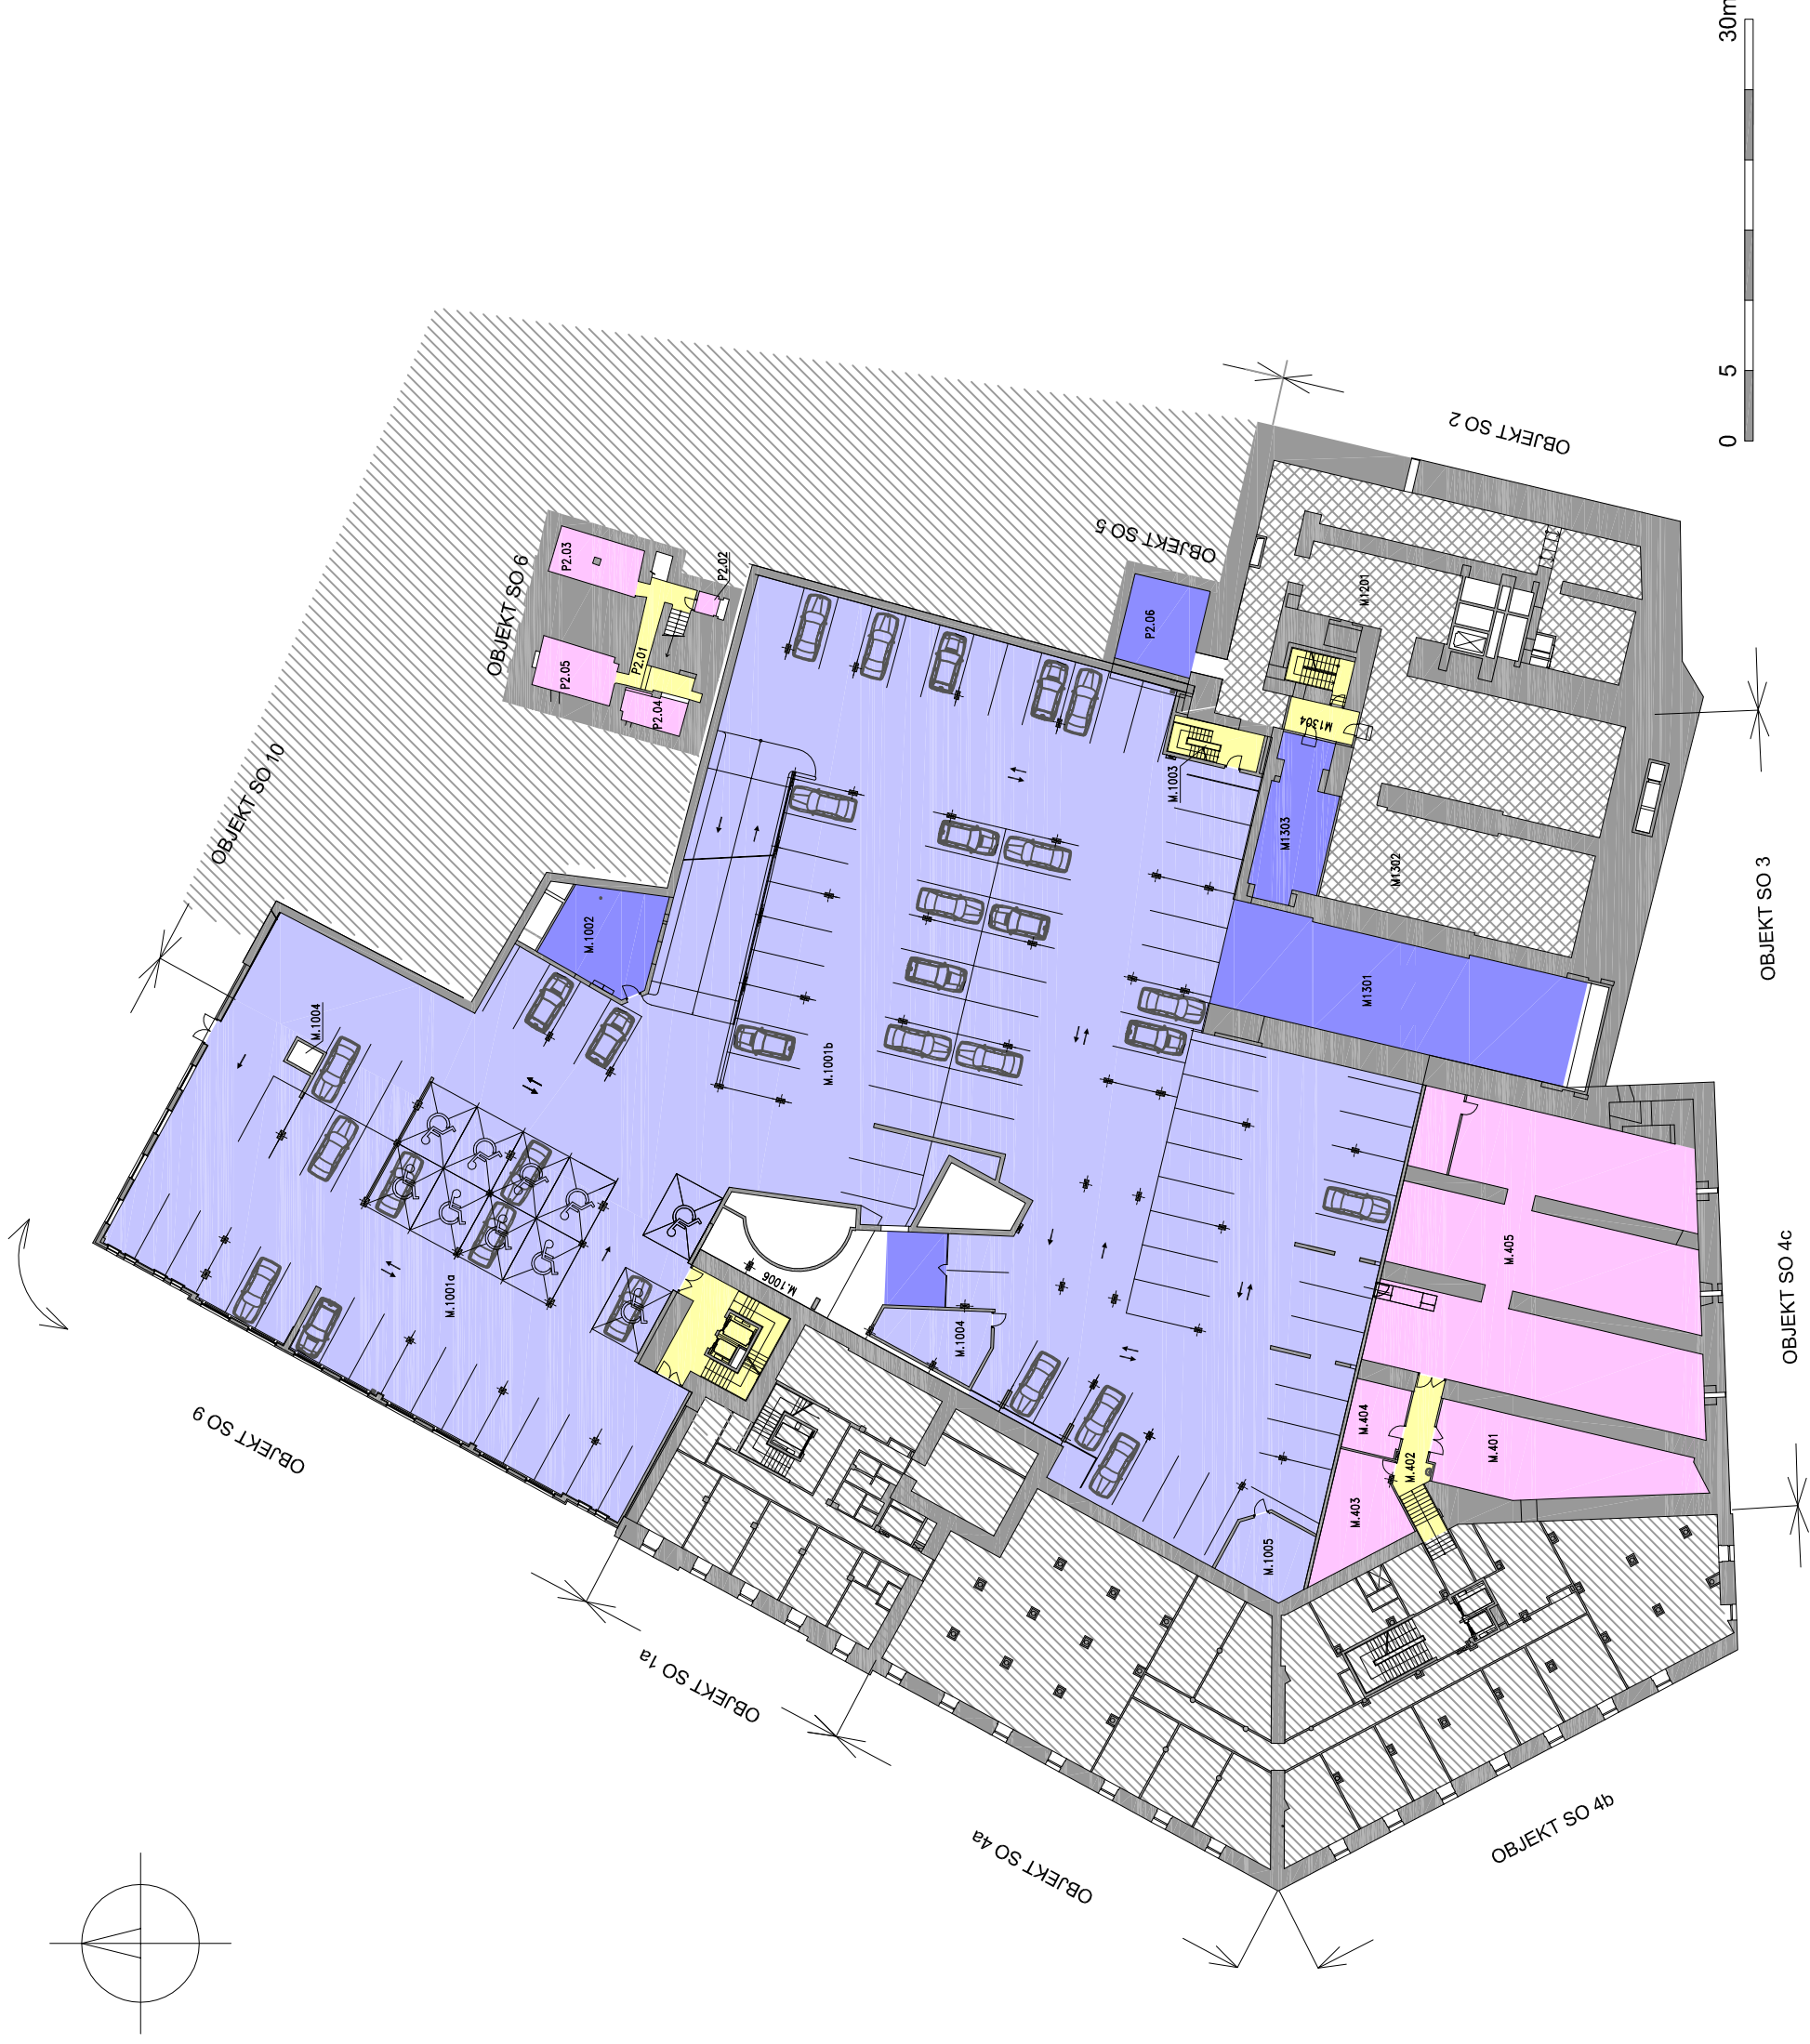 30m
5
0
OBJEKT SO 2
OBJEKT SO 5
OBJEKT SO 6
P2.03
P2.02
P2.01
P2.05
P2.04
P2.06
M1201
OBJEKT SO 10
M1304
M.1003
M1303
M1302
OBJEKT SO 3
M.1002
M1301
M.1004
M.1001b
M.1001a
M.1006
M.1004
M.405
OBJEKT SO 4c
M.404
M.401
M.402
M.403
M.1005
OBJEKT SO 9
OBJEKT SO 1a
OBJEKT SO 4a
OBJEKT SO 4b